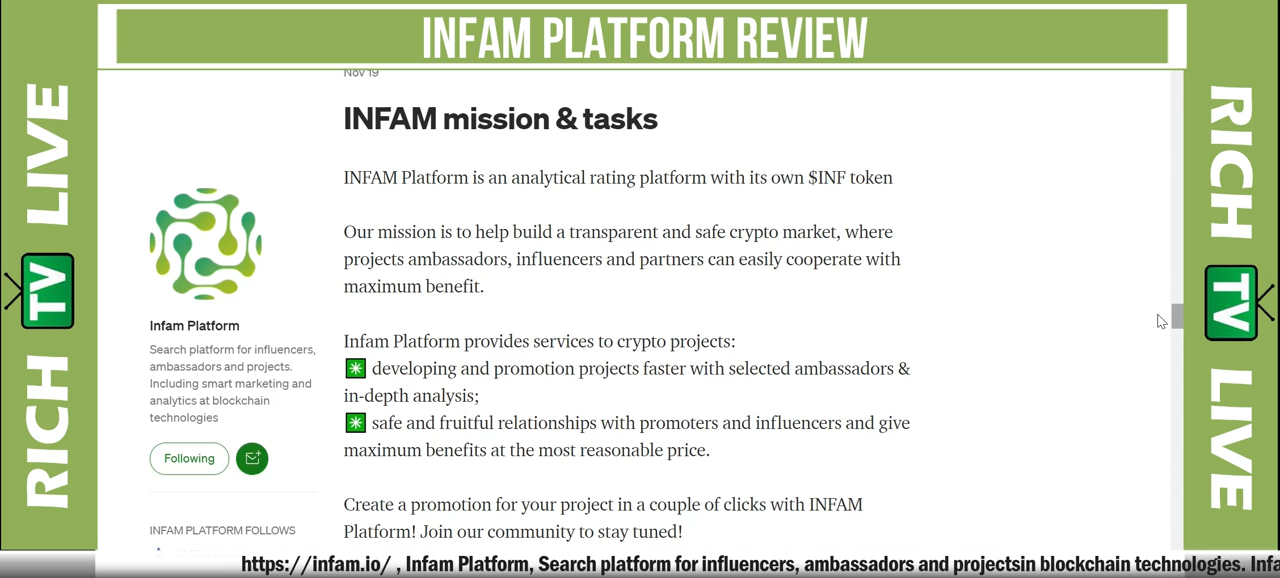 INFAM PLATFORM REVIEW
RICH TV LIVE
Nov 19
INFAM mission & tasks
INFAM Platform is an analytical rating platform with its own $INF token
Our mission is to help build a transparent and safe crypto market, where
projects ambassadors, influencers and partners can easily cooperate with
maximum benefit.
Infam Platform provides services to crypto projects:
✳️ developing and promotion projects faster with selected ambassadors &
in-depth analysis;
✳️ safe and fruitful relationships with promoters and influencers and give
maximum benefits at the most reasonable price.
Create a promotion for your project in a couple of clicks with INFAM
Platform! Join our community to stay tuned!
Infam Platform
Search platform for influencers,
ambassadors and projects.
Including smart marketing and
analytics at blockchain
technologies
Following
INFAM PLATFORM FOLLOWS
RICH TV LIVE
https://infam.io/ , Infam Platform, Search platform for influencers, ambassadors and projectsin blockchain technologies. Infa